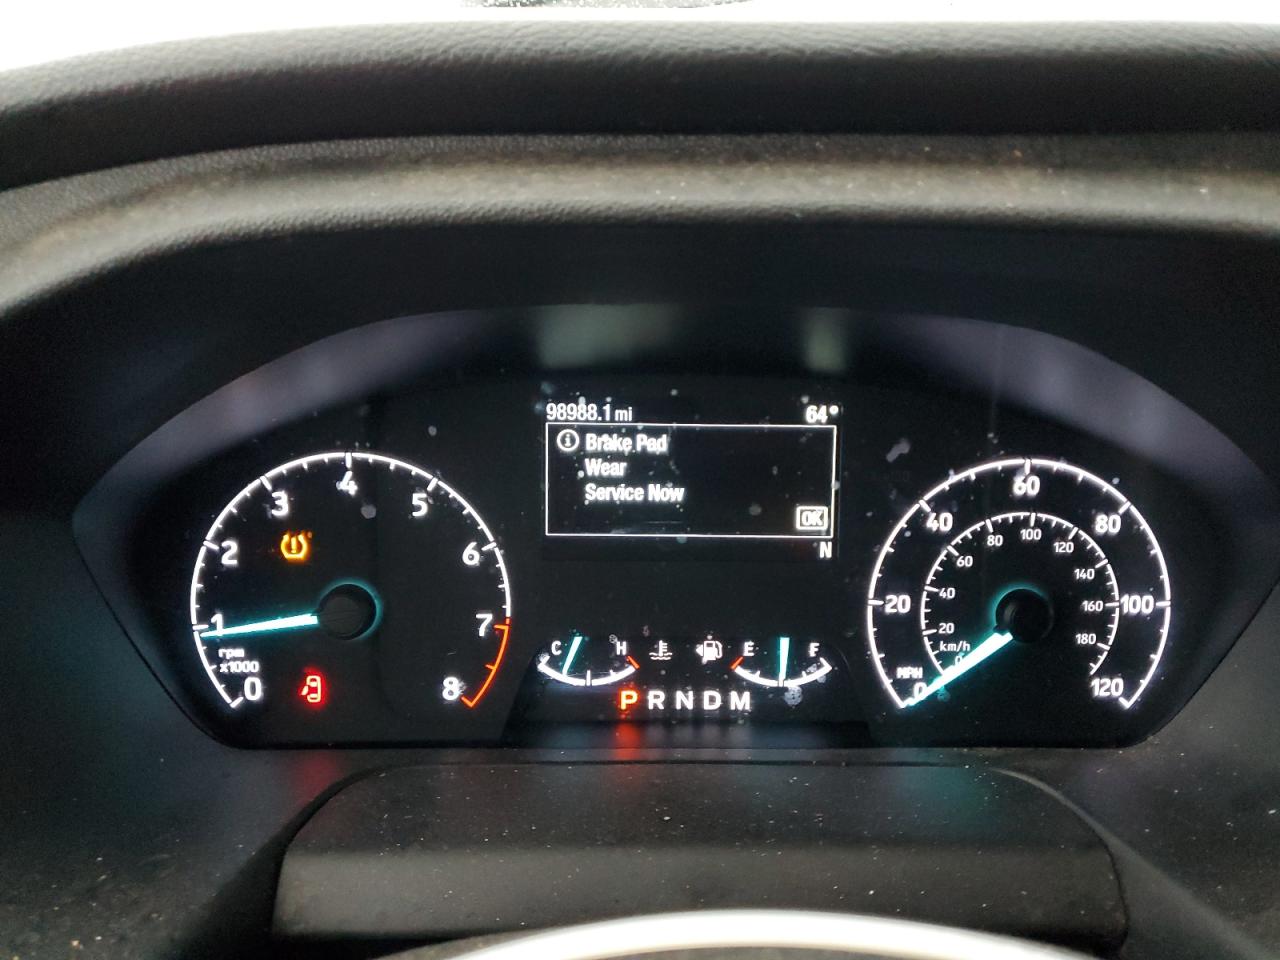 98988.1 mi 64°
Brake Pad
Wear
Service Now
OK
N
0 1 2 3 4 5 6 7 8
rpm
x1000
C H E F
P R N D M
0 20 40 60 80 100 120
MPH
0 20 40 60 80 100 120 140 160 180
km/h